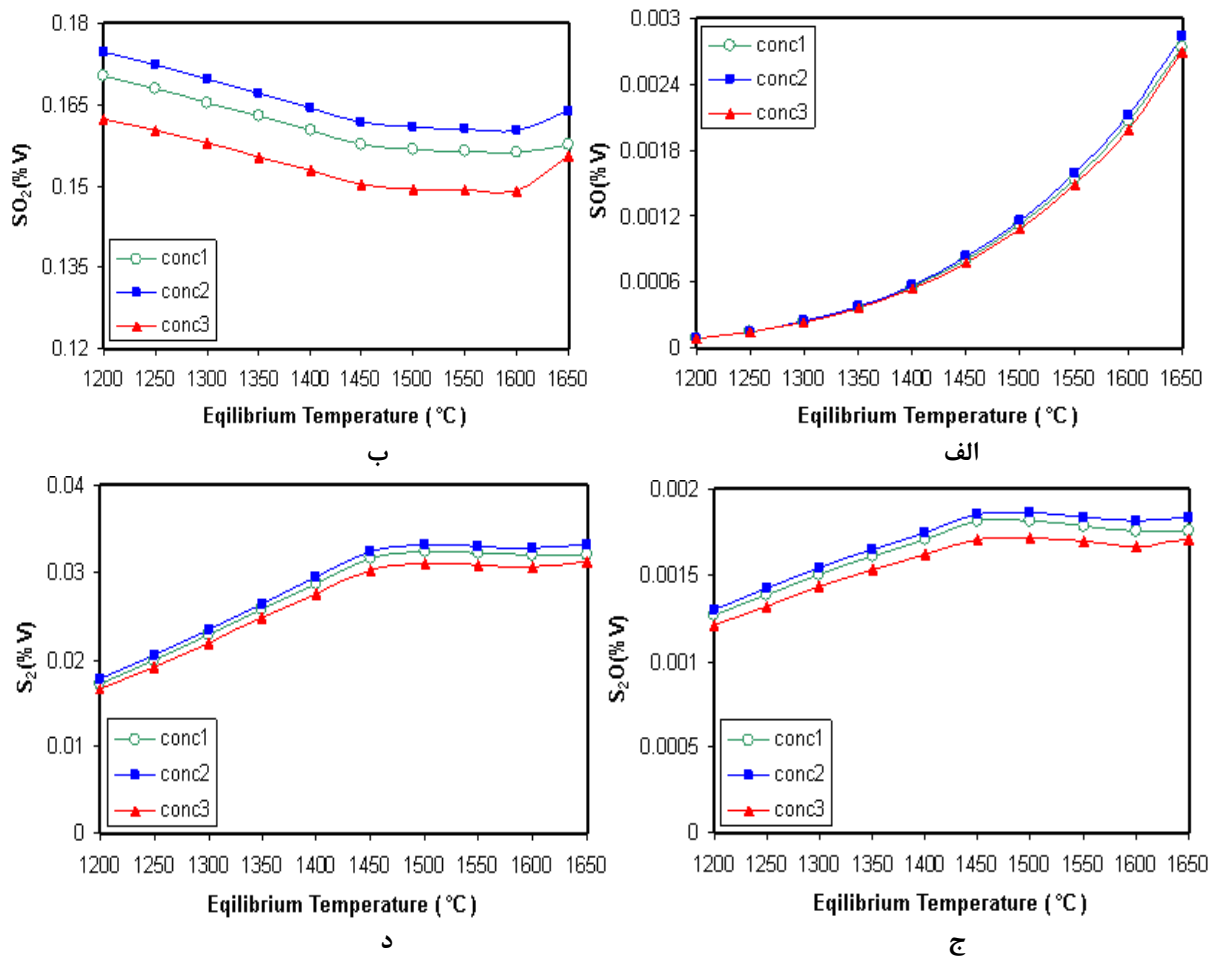 0.18
0.165
0.15
0.135
0.12
SO₂(%V)
conc1
conc2
conc3
1200 1250 1300 1350 1400 1450 1500 1550 1600 1650
Eqilibrium Temperature (°C)
ب
0.003
0.0024
0.0018
0.0012
0.0006
0
SO(%V)
conc1
conc2
conc3
1200 1250 1300 1350 1400 1450 1500 1550 1600 1650
Eqilibrium Temperature (°C)
الف
0.04
0.03
0.02
0.01
0
S₂(%V)
conc1
conc2
conc3
1200 1250 1300 1350 1400 1450 1500 1550 1600 1650
Eqilibrium Temperature (°C)
د
0.002
0.0015
0.001
0.0005
0
S₂O(%V)
conc1
conc2
conc3
1200 1250 1300 1350 1400 1450 1500 1550 1600 1650
Eqilibrium Temperature (°C)
ج